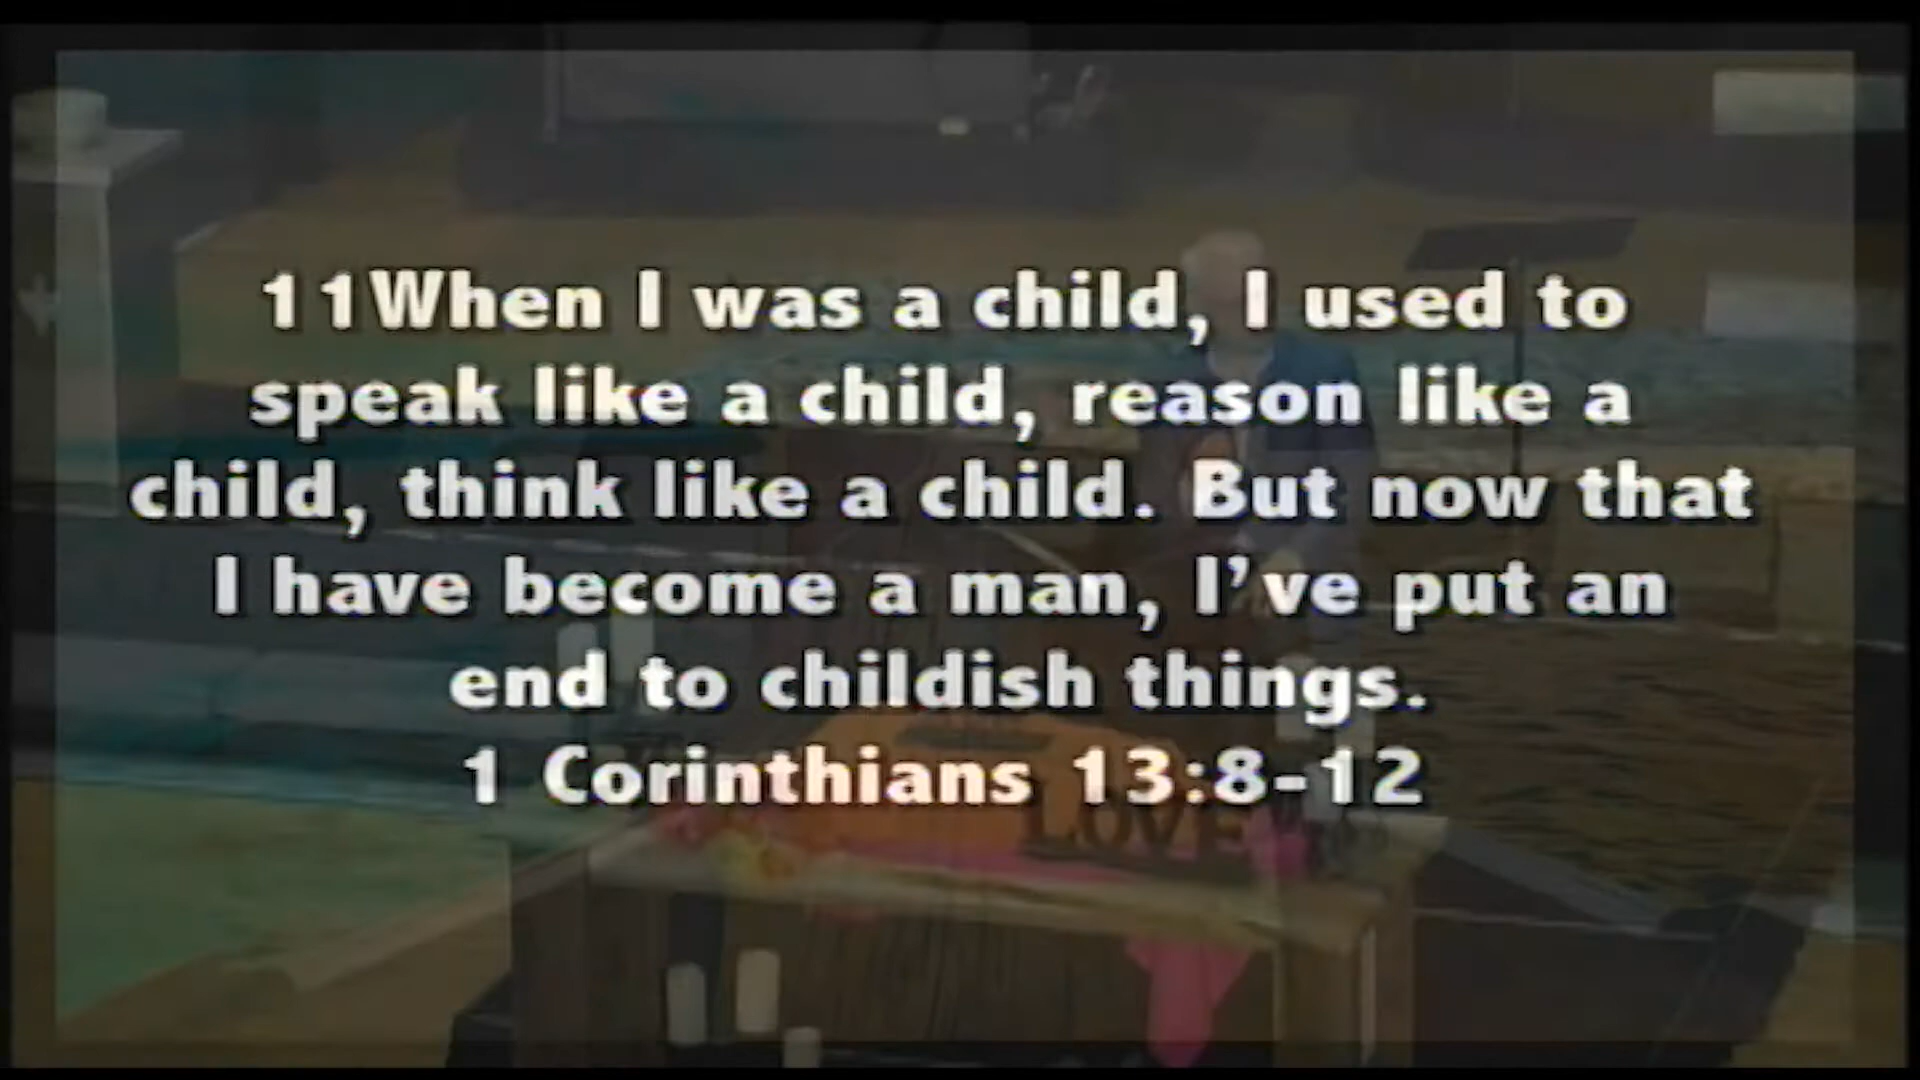 11When I was a child, I used to
speak like a child, reason like a
child, think like a child. But now that
I have become a man, I've put an
end to childish things.
1 Corinthians 13:8-12
LOVE